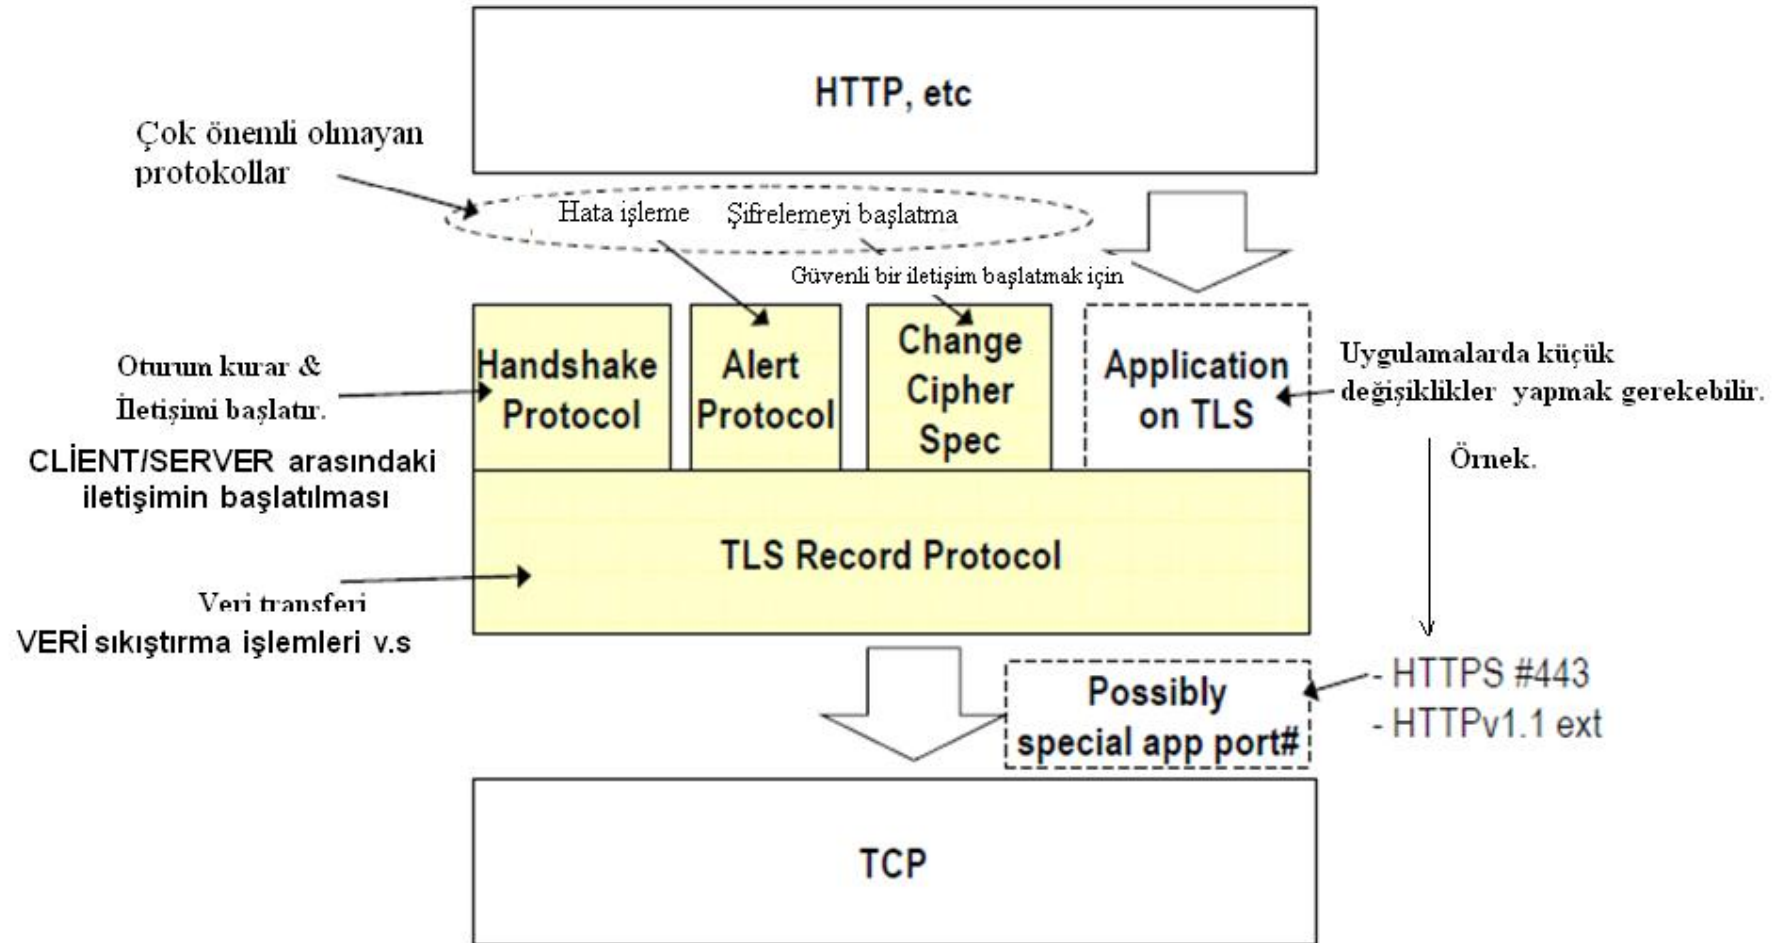 HTTP, etc
Çok önemli olmayan
protokollar
Hata işleme
Şifrelemeyi başlatma
Güvenli bir iletişim başlatmak için
Oturum kurar &
İletişimi başlatır.
CLİENT/SERVER arasındaki
iletişimin başlatılması
Handshake
Protocol
Alert
Protocol
Change
Cipher
Spec
Application
on TLS
Uygulamalarda küçük
değişiklikler yapmak gerekebilir.
Örnek.
TLS Record Protocol
Veri transferi
VERİ sıkıştırma işlemleri v.s
Possibly
special app port#
- HTTPS #443
- HTTPv1.1 ext
TCP